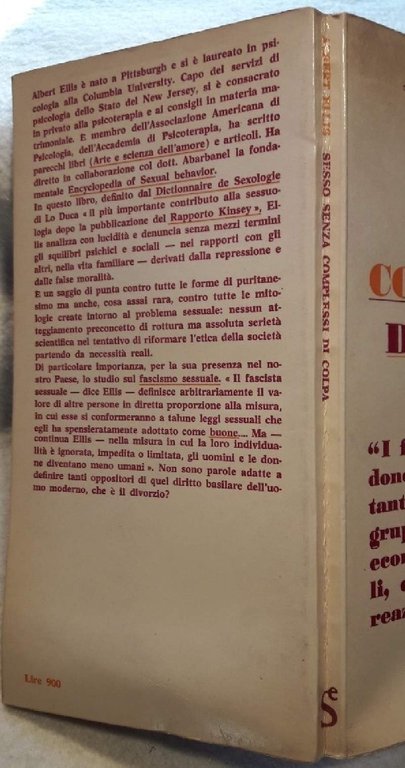 Albert Ellis è nato a Pittsburgh e si è laureato in psi-
cologia alla Columbia University. Capo dei servizi di
psicologia dello Stato del New Jersey, si è consacrato
in privato alla psicoterapia e ai consigli in materia ma-
trimoniale. È membro dell'Associazione Americana di
Psicologia, dell'Accademia di Psicoterapia, ha scritto
parecchi libri (Arte e scienza dell'amore) e articoli. Ha
diretto in collaborazione col dott. Abarbanel la fonda-
mentale Encyclopedia of Sexual behavior.
In questo libro, definito dal Dictionnaire de Sexologie
di Lo Duca « il più importante contributo alla sessuo-
logia dopo la pubblicazione del Rapporto Kinsey », El-
lis analizza con lucidità e denuncia senza mezzi termini
gli squilibri psichici e sociali — nei rapporti con gli
altri, nella vita familiare — derivati dalla repressione e
dalle false moralità.
È un saggio di punta contro tutte le forme di puritane-
simo ma anche, cosa assai rara, contro tutte le mito-
logie create intorno al problema sessuale: nessun at-
teggiamento preconcetto di rottura ma assoluta serietà
scientifica nel tentativo di riformare l'etica della società
partendo da necessità reali.
Di particolare importanza, per la sua presenza nel no-
stro Paese, lo studio sul fascismo sessuale. « Il fascista
sessuale — dice Ellis — definisce arbitrariamente il va-
lore di altre persone in diretta proporzione alla misura,
in cui esse si conformeranno a talune leggi sessuali che
egli ha spensieratamente adottato come buone.... Ma —
continua Ellis — nella misura in cui la loro individua-
lità è ignorata, impedita o limitata, gli uomini e le don-
ne diventano meno umani ». Non sono parole adatte a
definire tanti oppositori di quel diritto basilare dell'uo-
mo moderno, che è il divorzio?
Lire 900
ALBERT ELLIS SESSO SENZA COMPLESSI DI COLPA
Se
CO
D
"I f
don
tant
grup
econ
li, 
rea